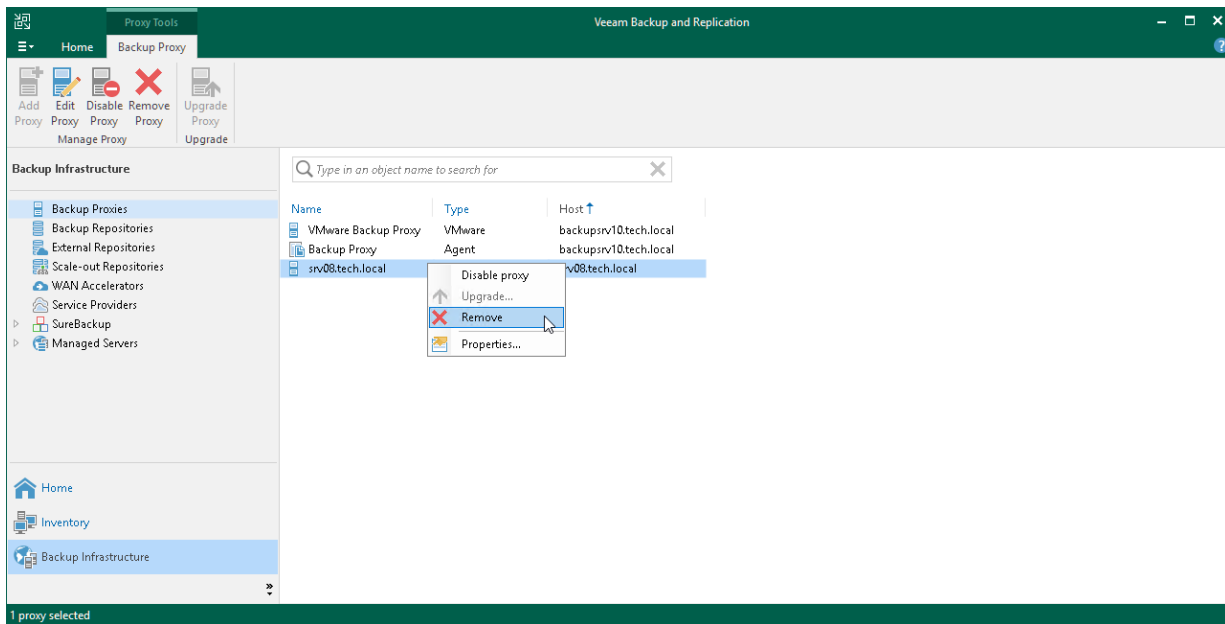 Proxy Tools
Veeam Backup and Replication
Home
Backup Proxy
?
Add Proxy
Edit Proxy
Disable Proxy
Remove Proxy
Upgrade Proxy
Manage Proxy
Upgrade
Backup Infrastructure
Backup Proxies
Backup Repositories
External Repositories
Scale-out Repositories
WAN Accelerators
Service Providers
SureBackup
Managed Servers
Home
Inventory
Backup Infrastructure
Type in an object name to search for
Name Type Host
VMware Backup Proxy VMware backupsrv10.tech.local
Backup Proxy Agent backupsrv10.tech.local
srv08.tech.local rv08.tech.local
Disable proxy
Upgrade...
Remove
Properties...
1 proxy selected